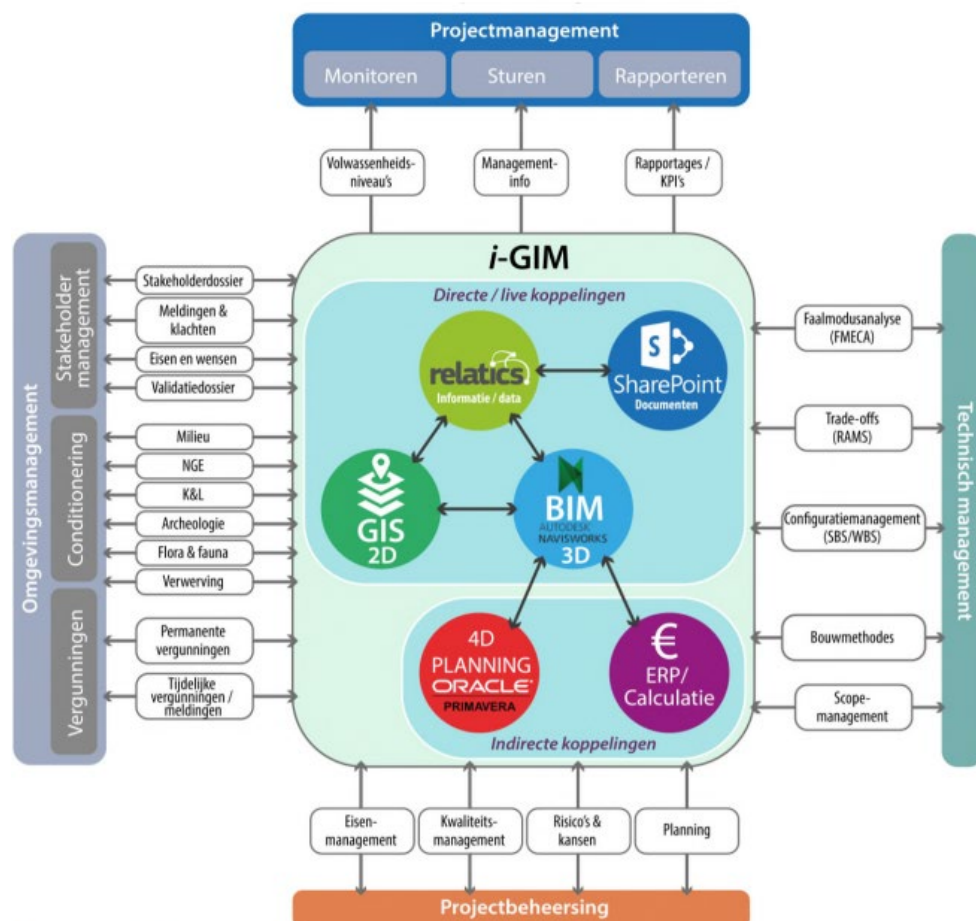 Projectmanagement
Monitoren
Sturen
Rapporteren
Volwassenheids-
niveau's
Management-
info
Rapportages /
KPI's
Omgevingsmanagement
Stakeholder
management
Conditionering
Vergunningen
Stakeholderdossier
Meldingen &
klachten
Eisen en wensen
Validatiedossier
Milieu
NGE
K&L
Archeologie
Flora & fauna
Verwerving
Permanente
vergunningen
Tijdelijke
vergunningen /
meldingen
i-GIM
Directe / live koppelingen
relatics
Informatie / data
S
SharePoint
Documenten
GIS
2D
BIM
AUTODESK
NAVISWORKS
3D
4D
PLANNING
ORACLE®
PRIMAVERA
€
ERP/
Calculatie
Indirecte koppelingen
Faalmodusanalyse
(FMECA)
Trade-offs
(RAMS)
Configuratiemanagement
(SBS/WBS)
Bouwmethodes
Scope-
management
Technisch management
Eisen-
management
Kwaliteits-
management
Risico's &
kansen
Planning
Projectbeheersing